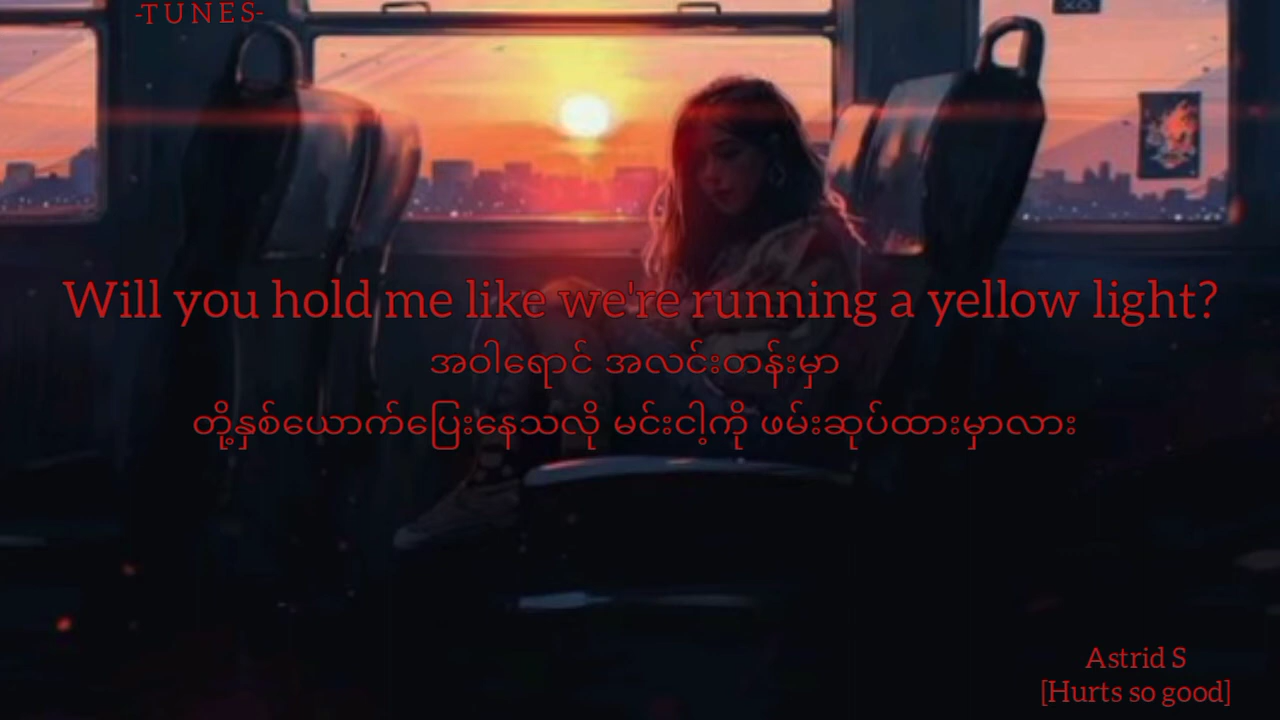 -TUNES-
Will you hold me like we're running a yellow light?
အဝါရောင် အလင်းတန်းမှာ
တို့နှစ်ယောက်ပြေးနေသလို မင်းငါ့ကို ဖမ်းဆုပ်ထားမှာလား
Astrid S
[Hurts so good]